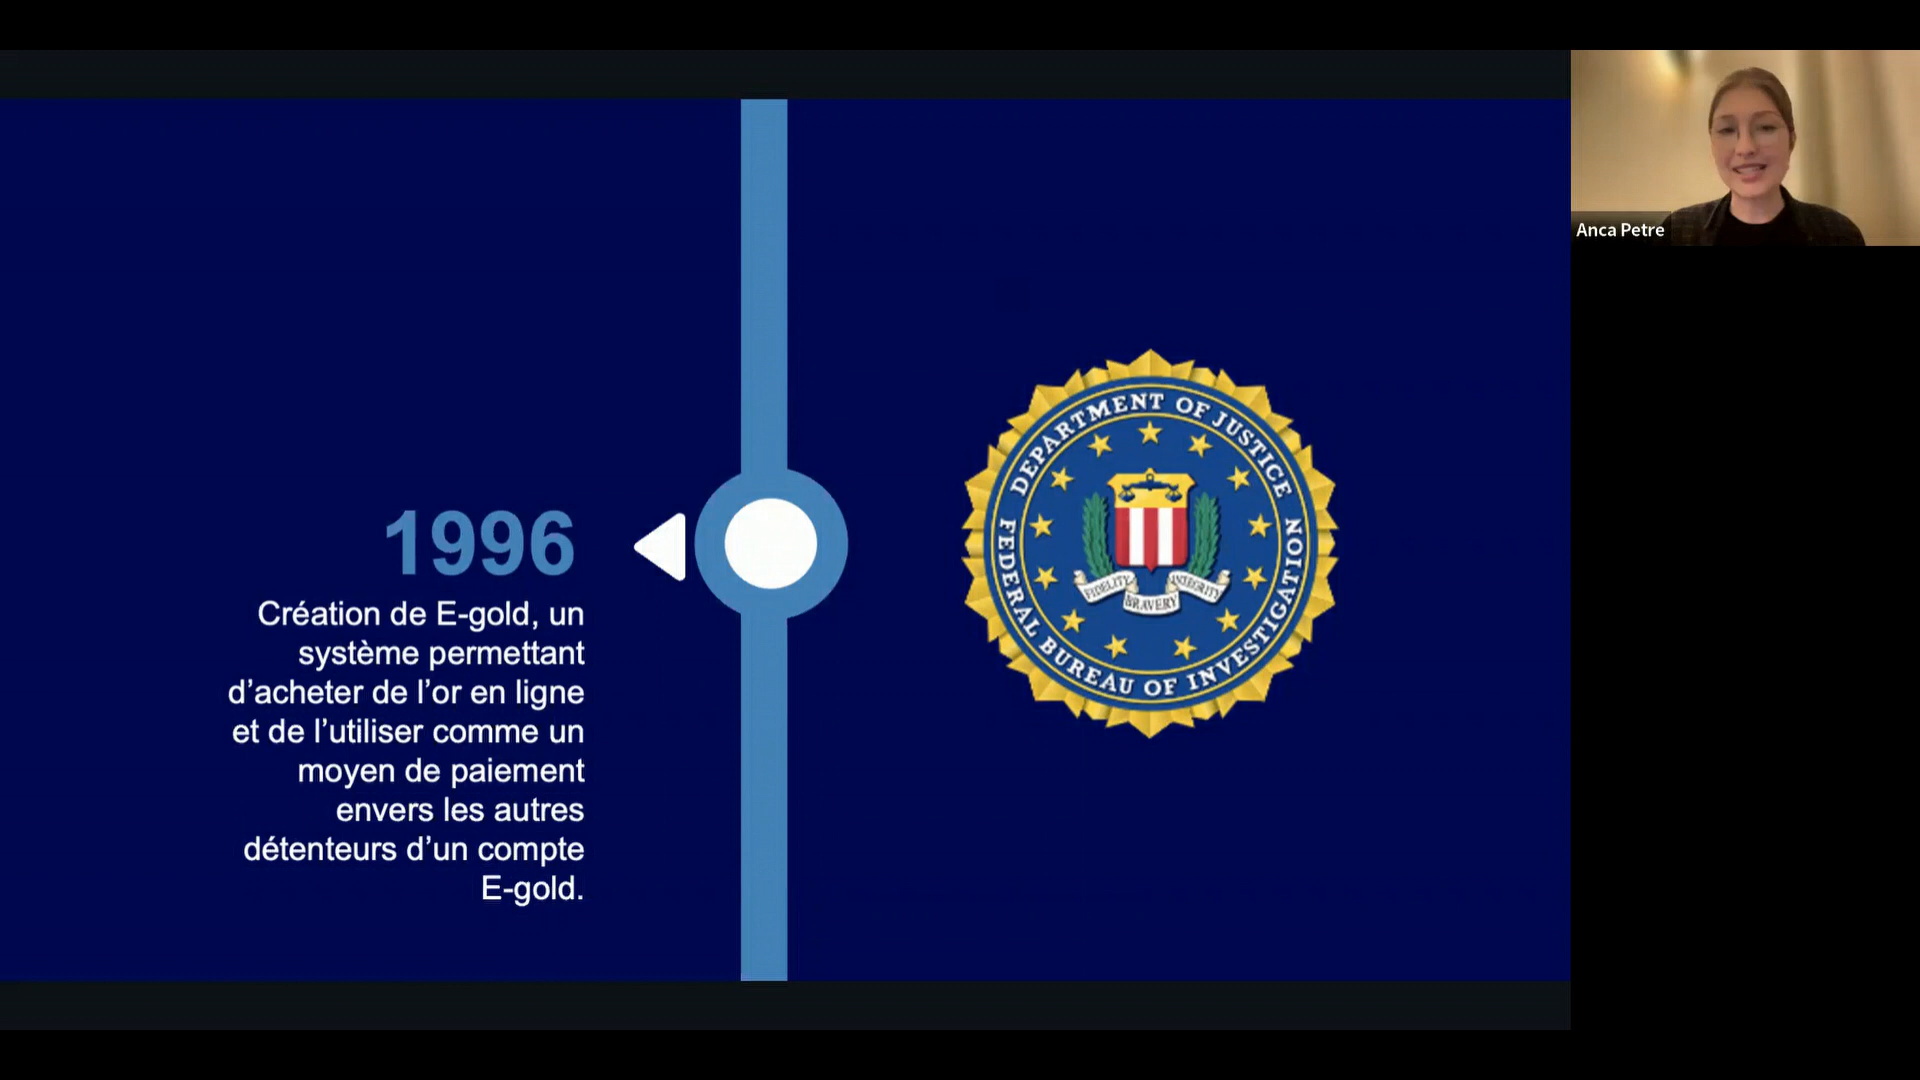 1996
Création de E-gold, un
système permettant
d’acheter de l’or en ligne
et de l’utiliser comme un
moyen de paiement
envers les autres
détenteurs d’un compte
E-gold.
DEPARTMENT OF JUSTICE
FEDERAL BUREAU OF INVESTIGATION
FIDELITY
BRAVERY
INTEGRITY
Anca Petre